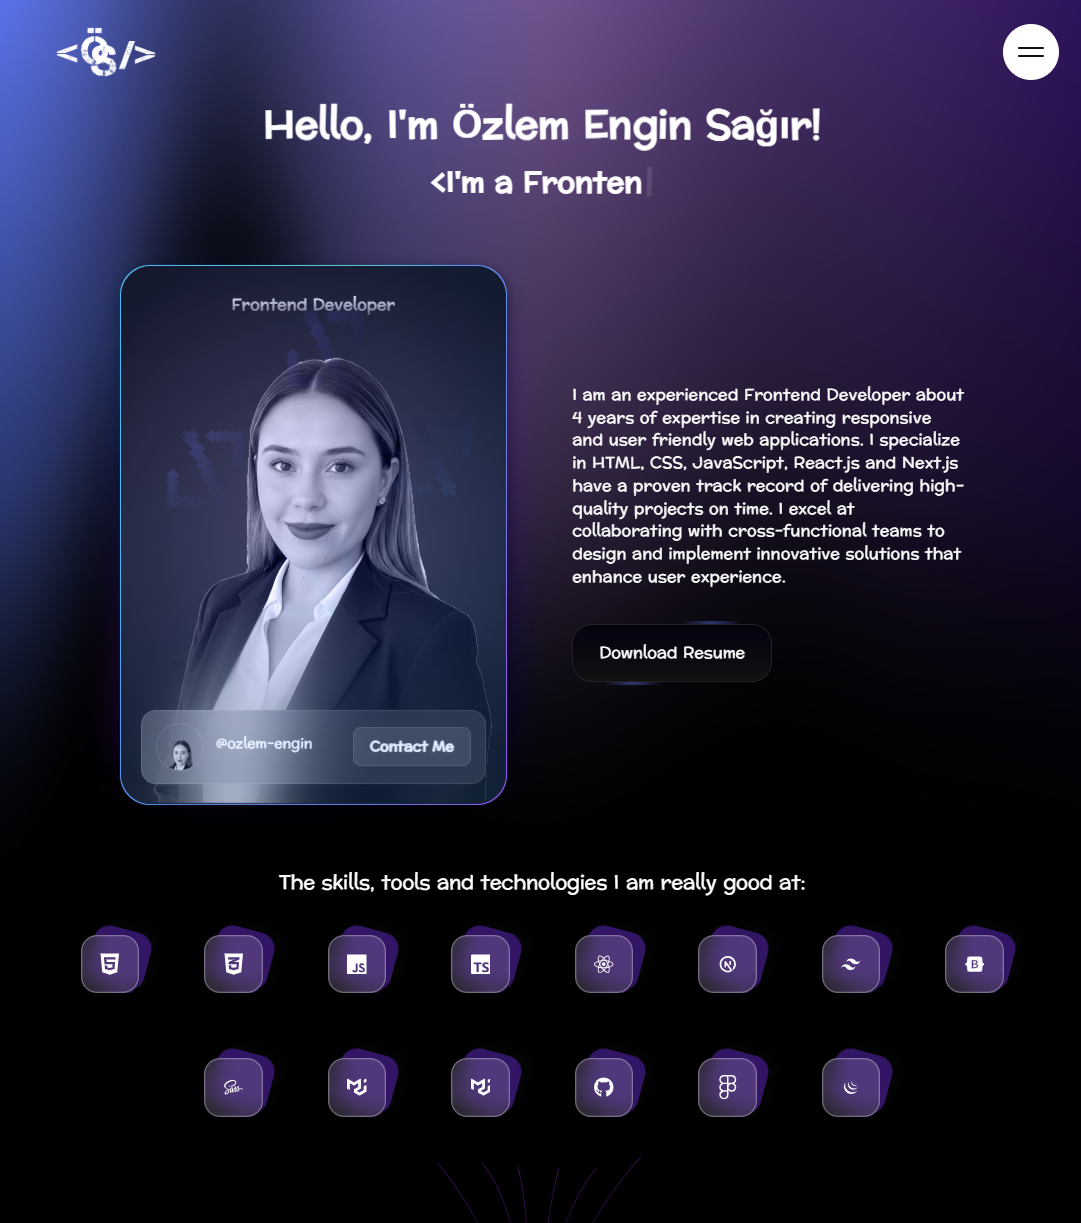 <ÖS/>
Hello, I'm Özlem Engin Sağır!
<I'm a Fronten
Frontend Developer
I am an experienced Frontend Developer about
4 years of expertise in creating responsive
and user friendly web applications. I specialize
in HTML, CSS, JavaScript, React.js and Next.js
have a proven track record of delivering high-
quality projects on time. I excel at
collaborating with cross-functional teams to
design and implement innovative solutions that
enhance user experience.
Download Resume
@ozlem-engin
Contact Me
The skills, tools and technologies I am really good at:
5 3 JS TS N B
Sass